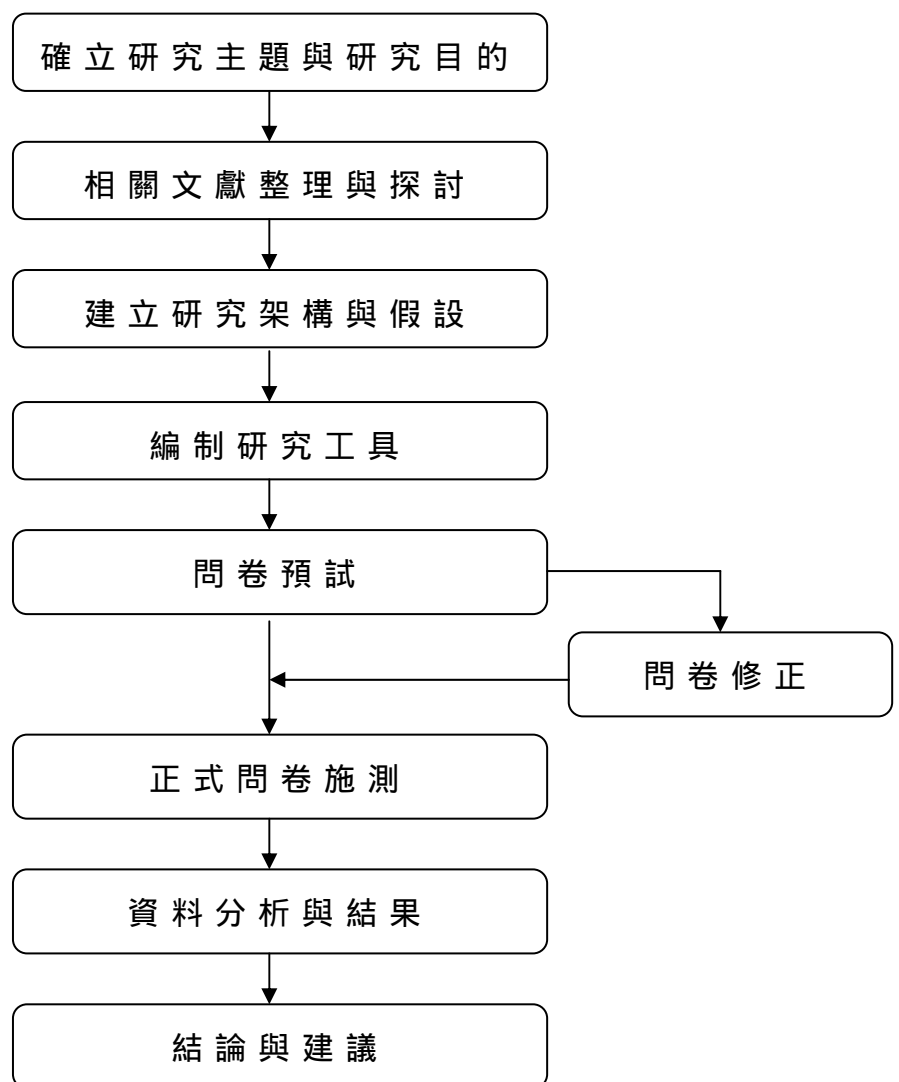 確立研究主題與研究目的
相關文獻整理與探討
建立研究架構與假設
編制研究工具
問卷預試
問卷修正
正式問卷施測
資料分析與結果
結論與建議